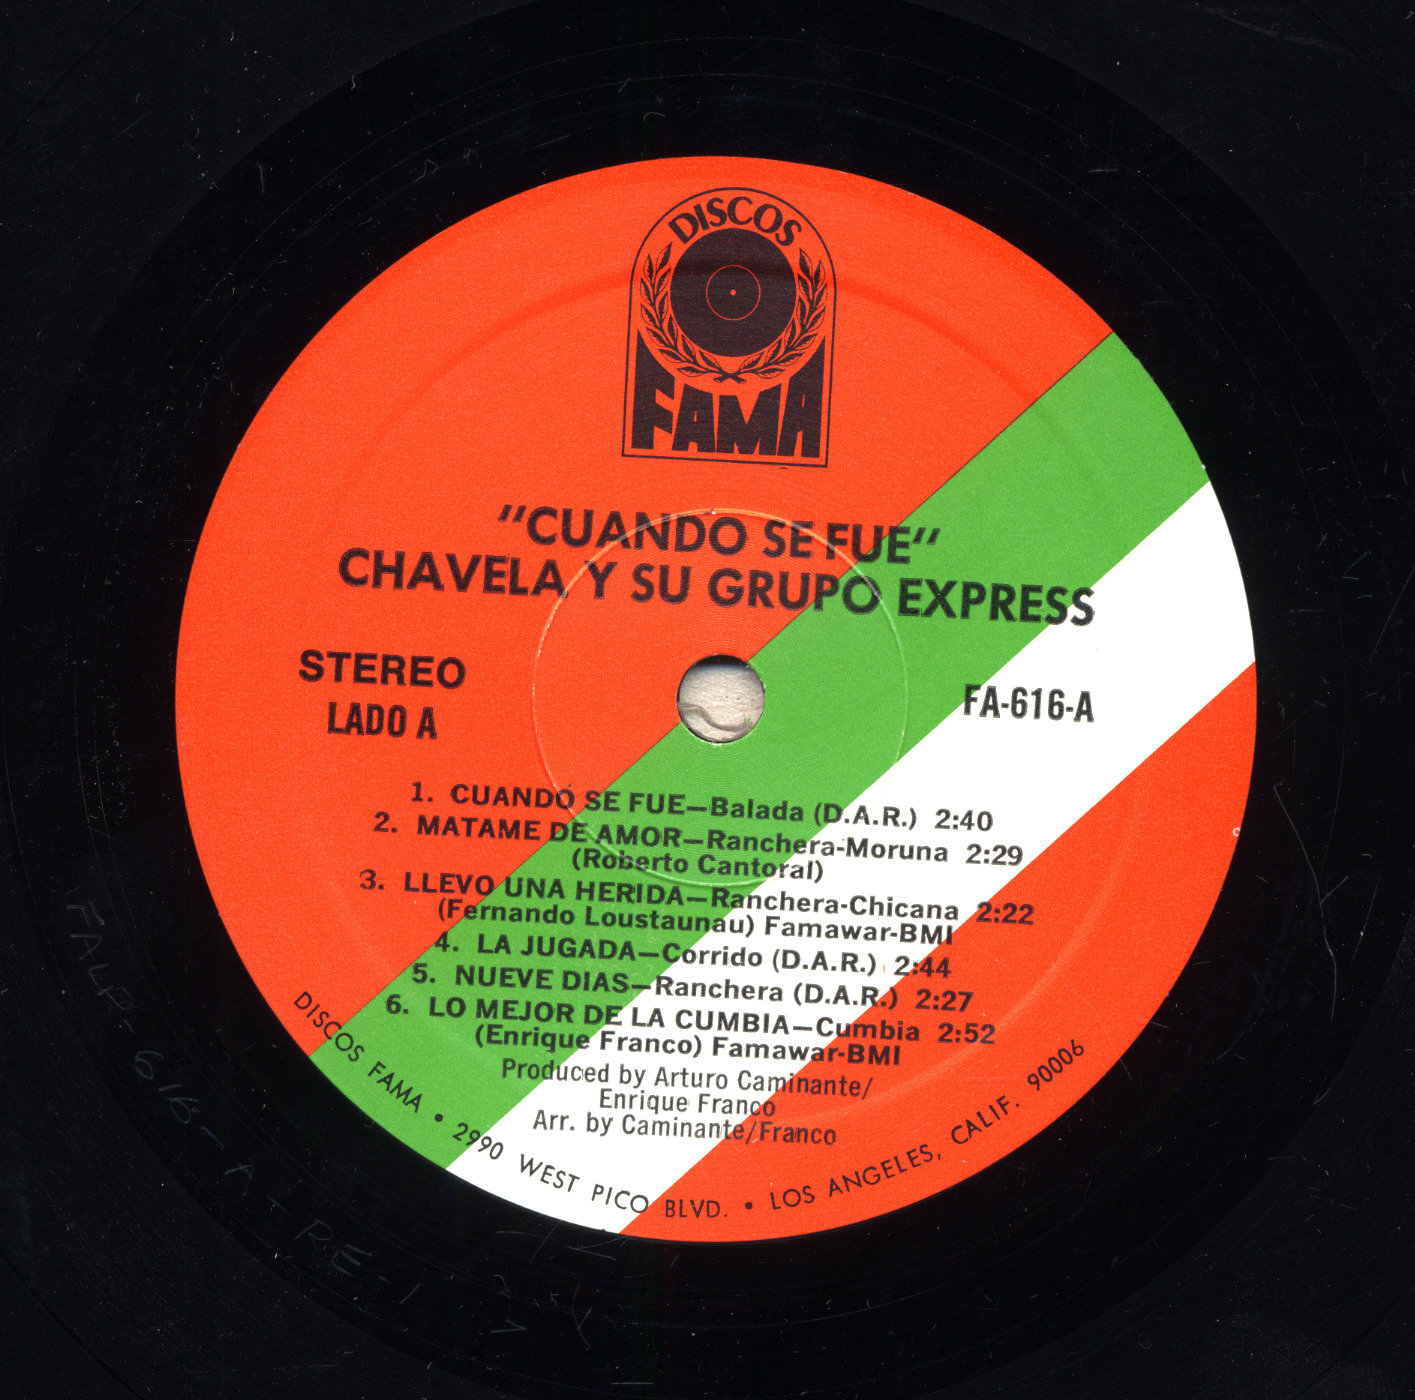 DISCOS
FAMA
"CUANDO SE FUE"
CHAVELA Y SU GRUPO EXPRESS
STEREO
LADO A
FA-616-A
1. CUANDO SE FUE—Balada (D.A.R.) 2:40
2. MATAME DE AMOR—Ranchera-Moruna 2:29
(Roberto Cantoral)
3. LLEVO UNA HERIDA—Ranchera-Chicana 2:22
(Fernando Loustaunau) Famawar-BMI
4. LA JUGADA—Corrido (D.A.R.) 2:44
5. NUEVE DIAS—Ranchera (D.A.R.) 2:27
6. LO MEJOR DE LA CUMBIA—Cumbia 2:52
(Enrique Franco) Famawar-BMI
Produced by Arturo Caminante/
Enrique Franco
Arr. by Caminante/Franco
DISCOS FAMA • 2990 WEST PICO BLVD. • LOS ANGELES, CALIF. 90006
FALP-616-A-RE-1